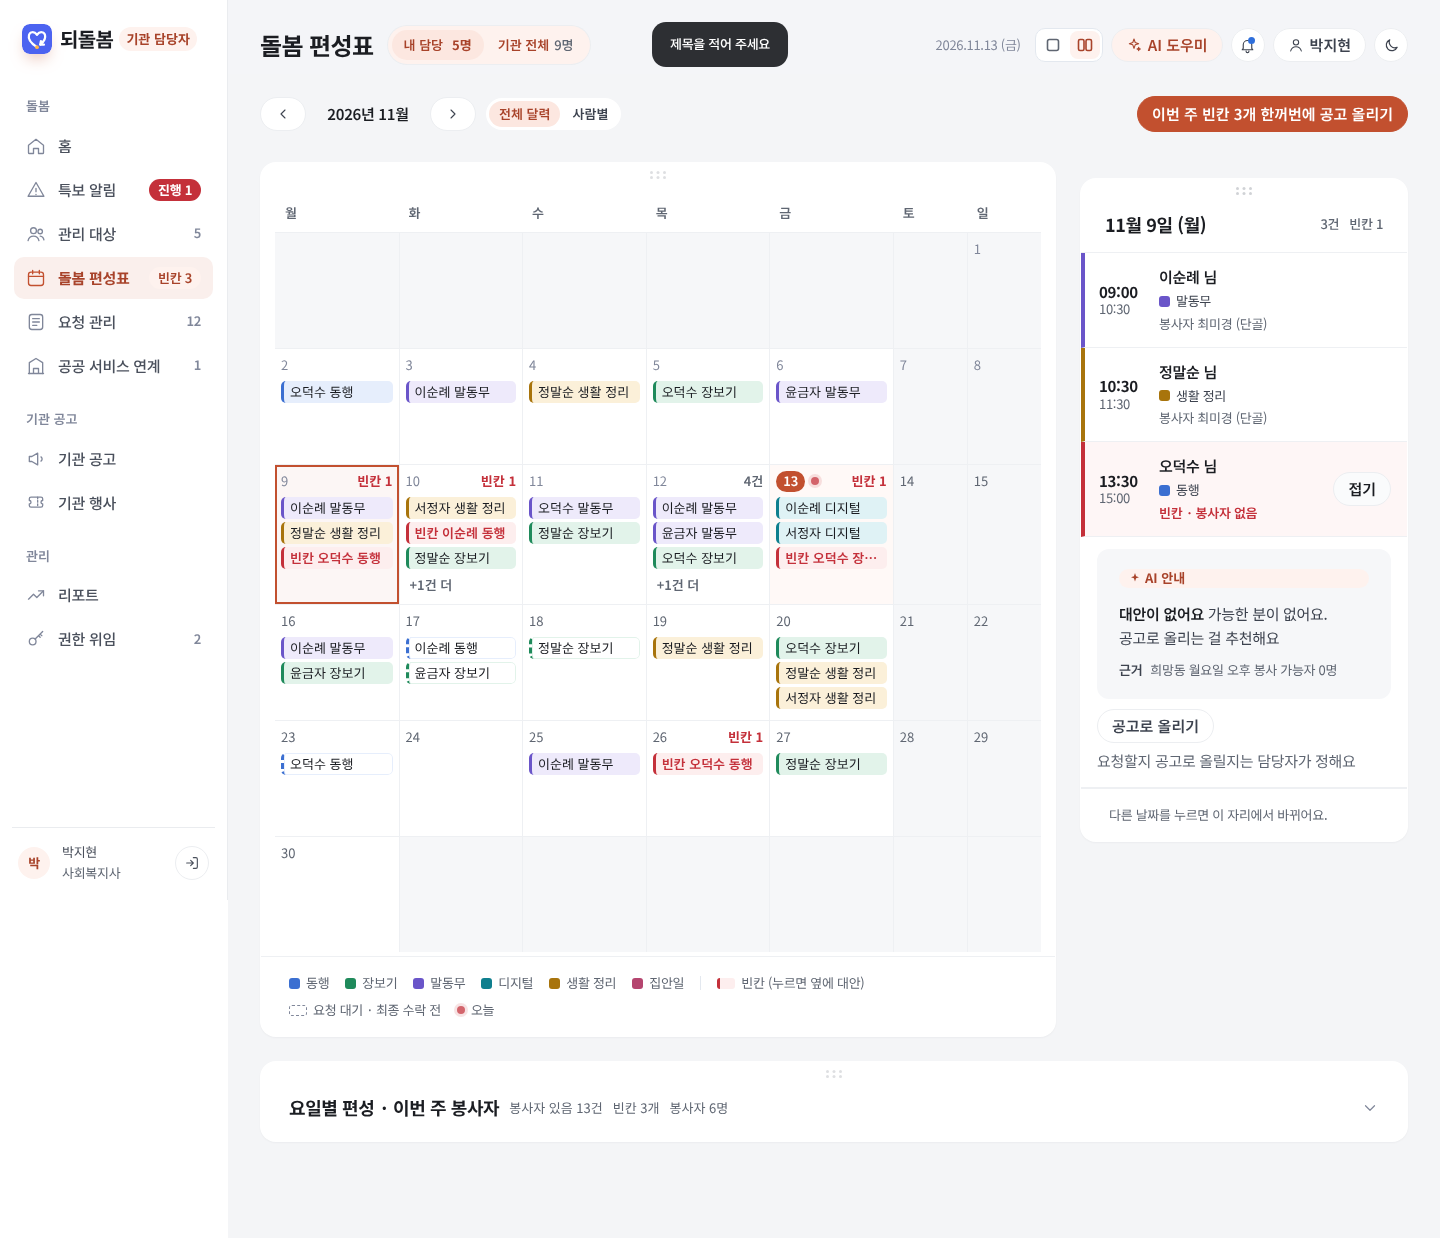 되돌봄 기관 담당자
돌봄
홈
특보 알림 진행 1
관리 대상 5
돌봄 편성표 빈칸 3
요청 관리 12
공공 서비스 연계 1
기관 공고
기관 공고
기관 행사
관리
리포트
권한 위임 2
박 박지현
사회복지사
돌봄 편성표 내 담당 5명 기관 전체 9명
제목을 적어 주세요
2026.11.13 (금) AI 도우미 박지현
2026년 11월 전체 달력 사람별
이번 주 빈칸 3개 한꺼번에 공고 올리기
월 화 수 목 금 토 일
1
2 3 4 5 6 7 8
오덕수 동행 이순례 말동무 정말순 생활 정리 오덕수 장보기 윤금자 말동무
9 빈칸 1 10 빈칸 1 11 12 4건 13 빈칸 1 14 15
이순례 말동무 서정자 생활 정리 오덕수 말동무 이순례 말동무 이순례 디지털
정말순 생활 정리 빈칸 이순례 동행 정말순 장보기 윤금자 말동무 서정자 디지털
빈칸 오덕수 동행 정말순 장보기 오덕수 장보기 빈칸 오덕수 장…
+1건 더 +1건 더
16 17 18 19 20 21 22
이순례 말동무 이순례 동행 정말순 장보기 정말순 생활 정리 오덕수 장보기
윤금자 장보기 윤금자 장보기 정말순 생활 정리
서정자 생활 정리
23 24 25 26 빈칸 1 27 28 29
오덕수 동행 이순례 말동무 빈칸 오덕수 동행 정말순 장보기
30
동행 장보기 말동무 디지털 생활 정리 집안일 빈칸 (누르면 옆에 대안)
요청 대기 · 최종 수락 전 오늘
11월 9일 (월) 3건 빈칸 1
09:00
10:30
이순례 님
말동무
봉사자 최미경 (단골)
10:30
11:30
정말순 님
생활 정리
봉사자 최미경 (단골)
13:30
15:00
오덕수 님
동행
빈칸 · 봉사자 없음
접기
AI 안내
대안이 없어요 가능한 분이 없어요.
공고로 올리는 걸 추천해요
근거 희망동 월요일 오후 봉사 가능자 0명
공고로 올리기
요청할지 공고로 올릴지는 담당자가 정해요
다른 날짜를 누르면 이 자리에서 바뀌어요.
요일별 편성 · 이번 주 봉사자 봉사자 있음 13건 빈칸 3개 봉사자 6명